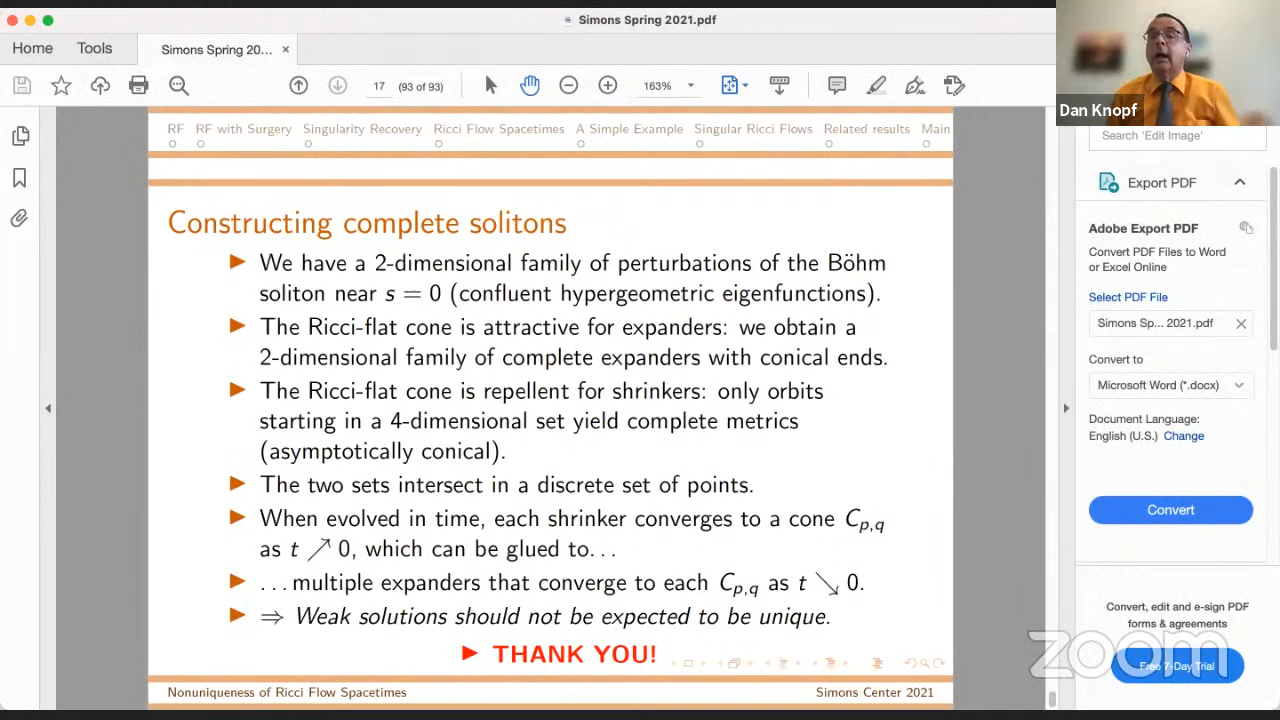 Simons Spring 2021.pdf
Home
Tools
Simons Spring 20...
17
(93 of 93)
163%
Dan Knopf
Search 'Edit Image'
RF
RF with Surgery
Singularity Recovery
Ricci Flow Spacetimes
A Simple Example
Singular Ricci Flows
Related results
Main
Constructing complete solitons
► We have a 2-dimensional family of perturbations of the Böhm
soliton near s = 0 (confluent hypergeometric eigenfunctions).
► The Ricci-flat cone is attractive for expanders: we obtain a
2-dimensional family of complete expanders with conical ends.
► The Ricci-flat cone is repellent for shrinkers: only orbits
starting in a 4-dimensional set yield complete metrics
(asymptotically conical).
► The two sets intersect in a discrete set of points.
► When evolved in time, each shrinker converges to a cone C_{p,q}
as t ↗ 0, which can be glued to...
► ...multiple expanders that converge to each C_{p,q} as t ↘ 0.
► ⇒ Weak solutions should not be expected to be unique.
► THANK YOU!
Nonuniqueness of Ricci Flow Spacetimes
Simons Center 2021
Export PDF
Adobe Export PDF
Convert PDF Files to Word
or Excel Online
Select PDF File
Simons Sp... 2021.pdf
Convert to
Microsoft Word (*.docx)
Document Language:
English (U.S.) Change
Convert
Convert, edit and e-sign PDF
forms & agreements
Free 7-Day Trial
zoom